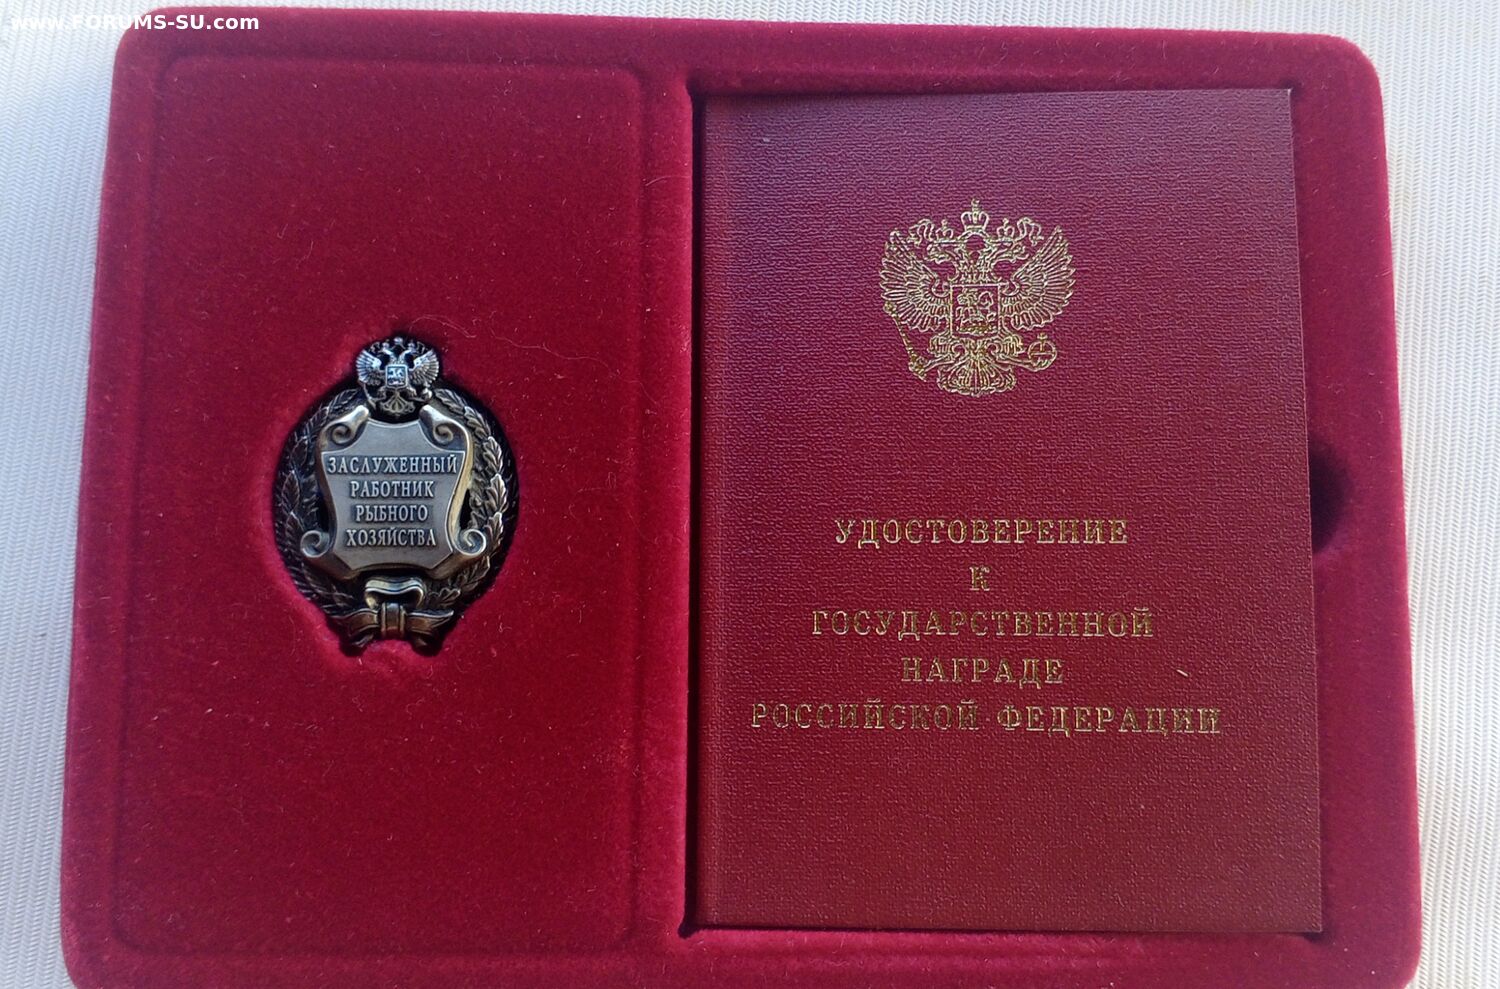 www.FORUMS-SU.com
ЗАСЛУЖЕННЫЙ
РАБОТНИК
РЫБНОГО
ХОЗЯЙСТВА
УДОСТОВЕРЕНИЕ
К
ГОСУДАРСТВЕННОЙ
НАГРАДЕ
РОССИЙСКОЙ ФЕДЕРАЦИИ